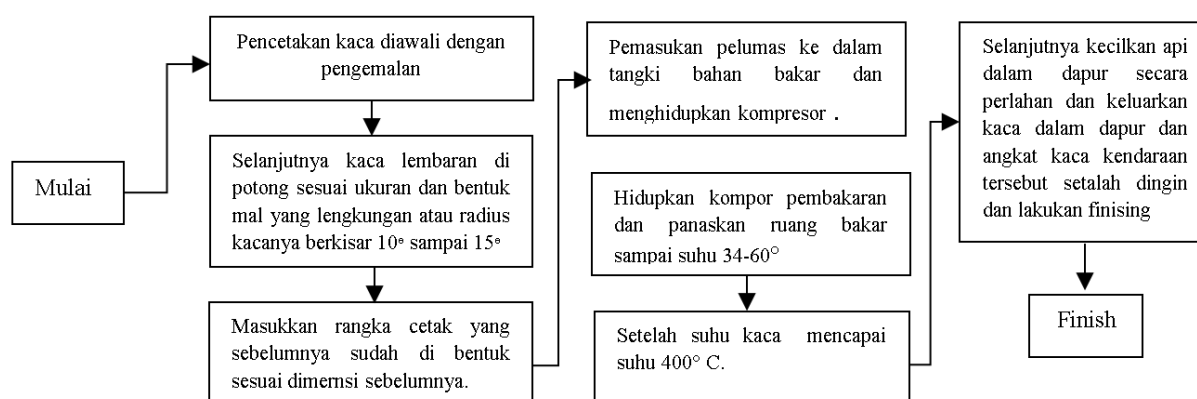 Mulai
Pencetakan kaca diawali dengan
pengemalan
Selanjutnya kaca lembaran di
potong sesuai ukuran dan bentuk
mal yang lengkungan atau radius
kacanya berkisar 10° sampai 15°
Masukkan rangka cetak yang
sebelumnya sudah di bentuk
sesuai dimernsi sebelumnya.
Pemasukan pelumas ke dalam
tangki bahan bakar dan
menghidupkan kompresor .
Hidupkan kompor pembakaran
dan panaskan ruang bakar
sampai suhu 34-60°
Setelah suhu kaca mencapai
suhu 400° C.
Selanjutnya kecilkan api
dalam dapur secara
perlahan dan keluarkan
kaca dalam dapur dan
angkat kaca kendaraan
tersebut setalah dingin
dan lakukan finising
Finish